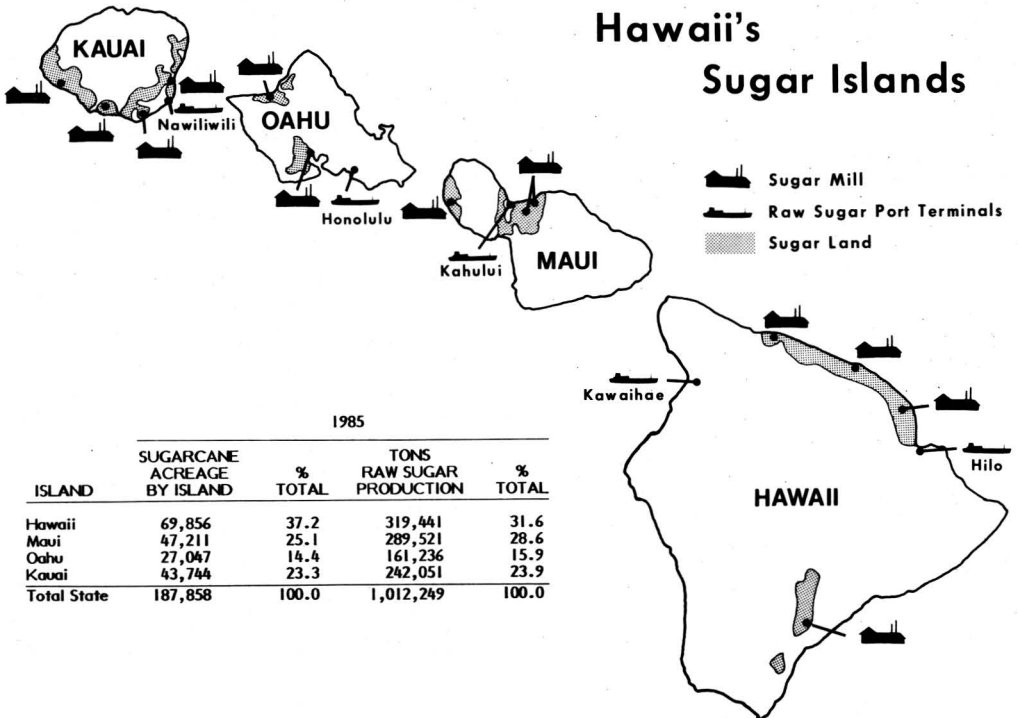 Hawaii's
Sugar Islands
KAUAI
Nawiliwili
OAHU
Honolulu
Kahului
MAUI
Sugar Mill
Raw Sugar Port Terminals
Sugar Land
Kawaihae
Hilo
HAWAII
1985
SUGARCANE TONS
ACREAGE % RAW SUGAR %
ISLAND BY ISLAND TOTAL PRODUCTION TOTAL
Hawaii 69,856 37.2 319,441 31.6
Maui 47,211 25.1 289,521 28.6
Oahu 27,047 14.4 161,236 15.9
Kauai 43,744 23.3 242,051 23.9
Total State 187,858 100.0 1,012,249 100.0